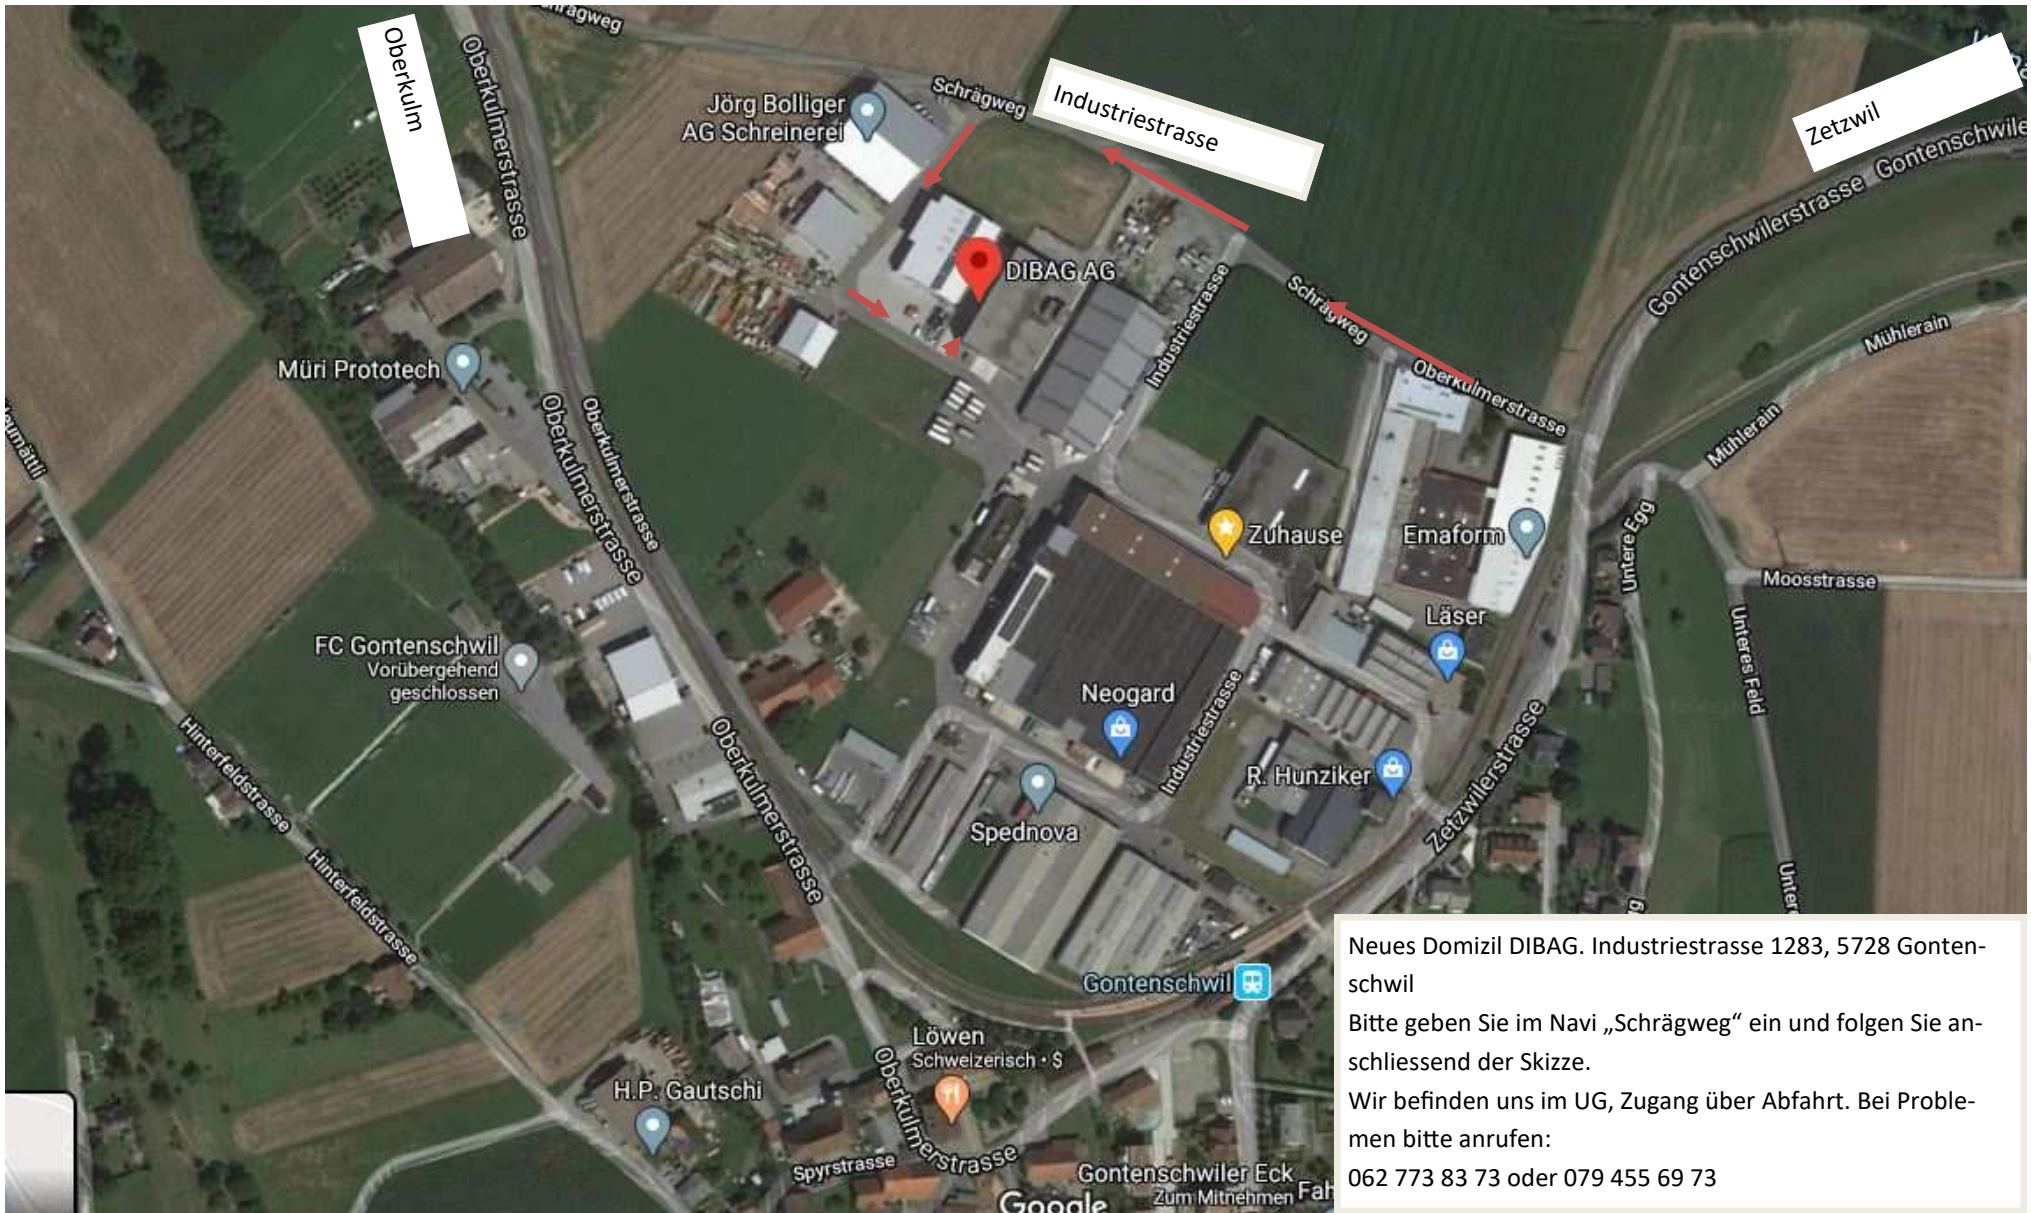 Oberkulm
Oberkulmerstrasse
Schrägweg
Industriestrasse
Zetzwil
Gontenschwilerstrasse
Jörg Bolliger
AG Schreinerei
DIBAG AG
Industriestrasse
Schrägweg
Oberkulmerstrasse
Mühlerain
Mühlerain
Müri Prototech
Oberkulmerstrasse
Oberkulmerstrasse
Zuhause
Emaform
Untere Egg
Moosstrasse
Unteres Feld
Läser
FC Gontenschwil
Vorübergehend
geschlossen
Neogard
Industriestrasse
R. Hunziker
Zetzwilerstrasse
Hinterfeldstrasse
Oberkulmerstrasse
Spednova
Hinterfeldstrasse
Gontenschwil
Löwen
Schweizerisch · $
H.P. Gautschi
Oberkulmerstrasse
Spyrstrasse
Gontenschwiler Eck
Zum Mitnehmen
Google
Neues Domizil DIBAG. Industriestrasse 1283, 5728 Gonten-
schwil
Bitte geben Sie im Navi „Schrägweg“ ein und folgen Sie an-
schliessend der Skizze.
Wir befinden uns im UG, Zugang über Abfahrt. Bei Proble-
men bitte anrufen:
062 773 83 73 oder 079 455 69 73